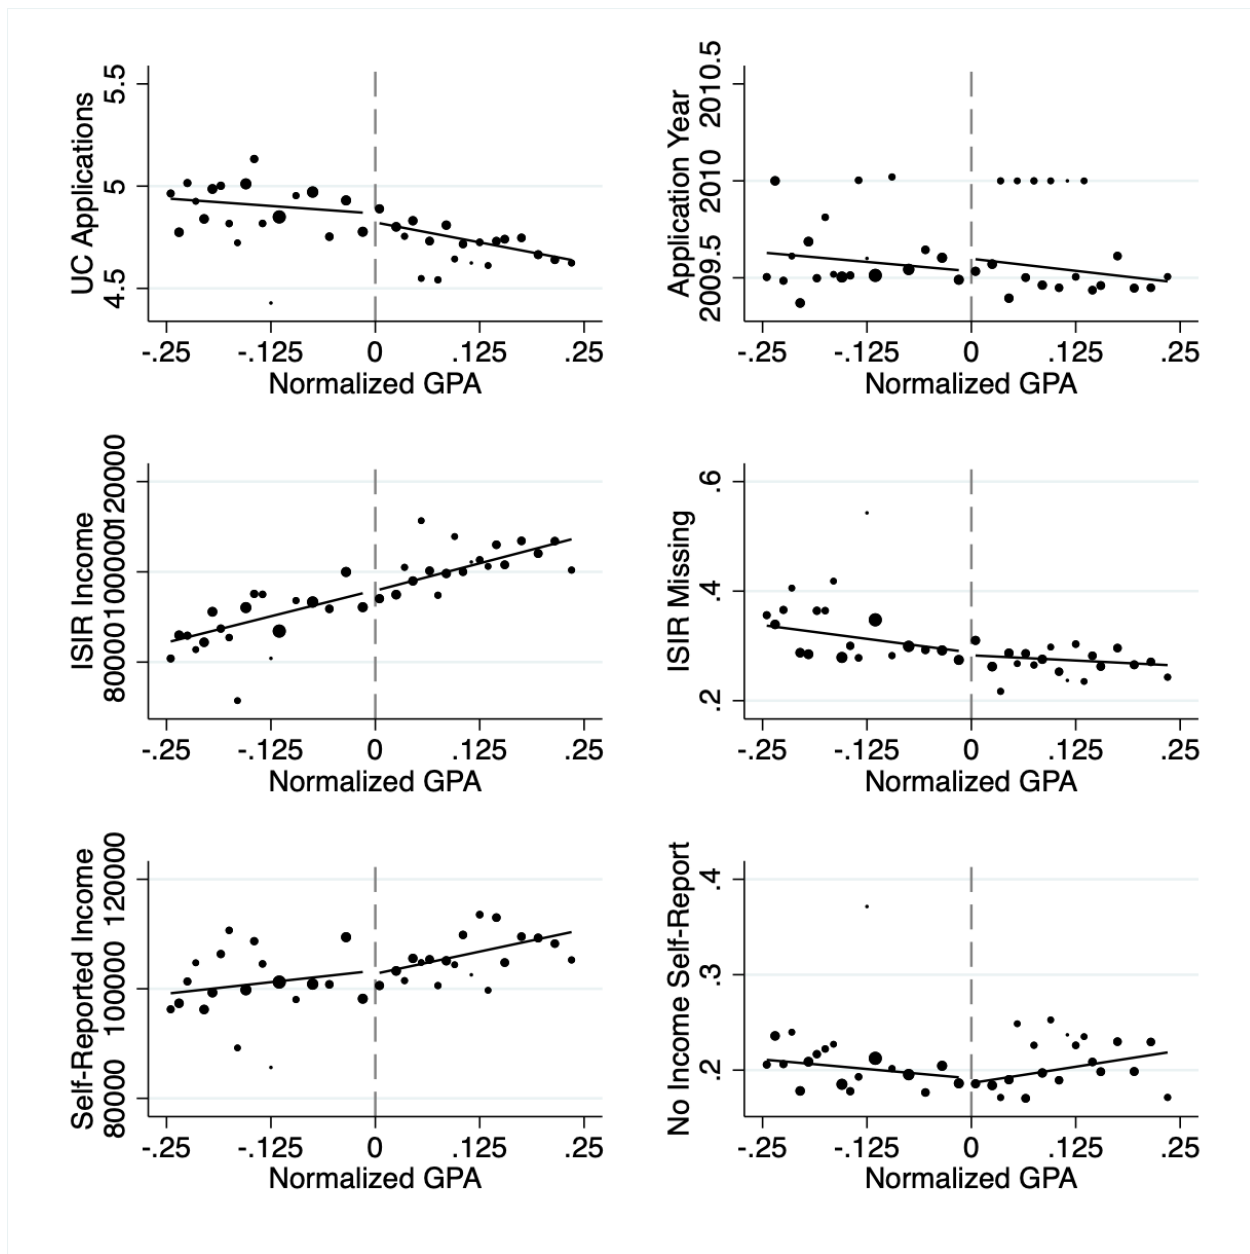 UC Applications
5.5
5
4.5
-.25 -.125 0 .125 .25
Normalized GPA
Application Year
2010.5
2010
2009.5
-.25 -.125 0 .125 .25
Normalized GPA
ISIR Income
120000
100000
80000
-.25 -.125 0 .125 .25
Normalized GPA
ISIR Missing
.6
.4
.2
-.25 -.125 0 .125 .25
Normalized GPA
Self-Reported Income
120000
100000
80000
-.25 -.125 0 .125 .25
Normalized GPA
No Income Self-Report
.4
.3
.2
-.25 -.125 0 .125 .25
Normalized GPA